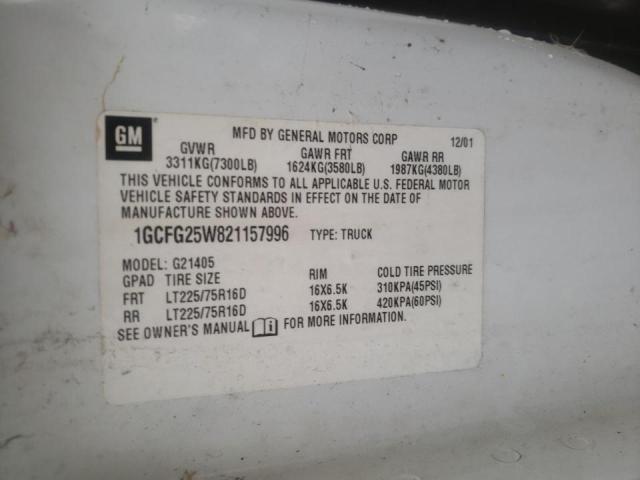 GM
MFD BY GENERAL MOTORS CORP 12/01
GVWR GAWR FRT GAWR RR
3311KG(7300LB) 1624KG(3580LB) 1987KG(4380LB)
THIS VEHICLE CONFORMS TO ALL APPLICABLE U.S. FEDERAL MOTOR
VEHICLE SAFETY STANDARDS IN EFFECT ON THE DATE OF
MANUFACTURE SHOWN ABOVE.
1GCFG25W821157996 TYPE: TRUCK
MODEL: G21405
GPAD TIRE SIZE RIM COLD TIRE PRESSURE
FRT LT225/75R16D 16X6.5K 310KPA(45PSI)
RR LT225/75R16D 16X6.5K 420KPA(60PSI)
SEE OWNER'S MANUAL FOR MORE INFORMATION.